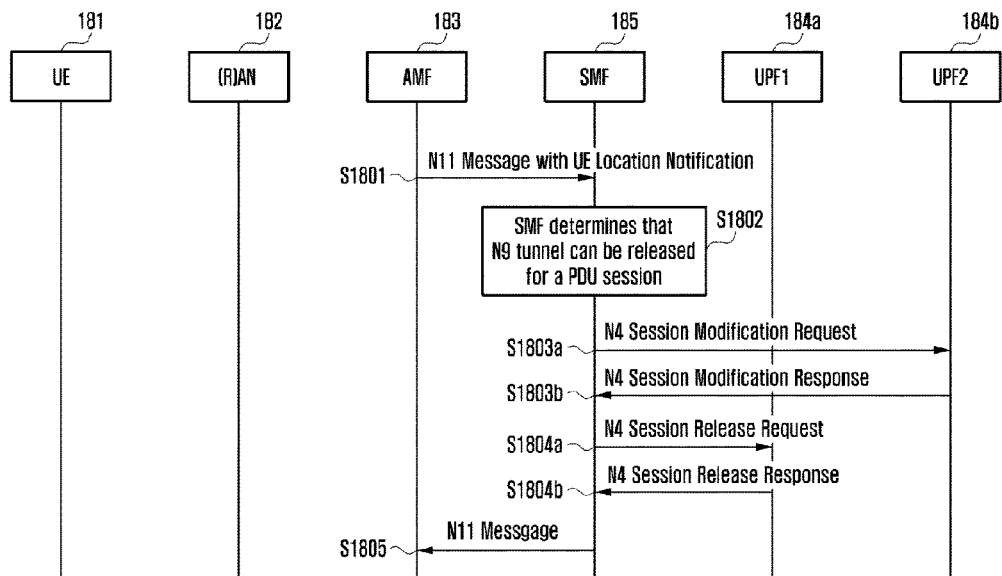 181
182
183
185
184a
184b
UE
(R)AN
AMF
SMF
UPF1
UPF2
N11 Message with UE Location Notification
S1801
SMF determines that
N9 tunnel can be released
for a PDU session
S1802
N4 Session Modification Request
S1803a
N4 Session Modification Response
S1803b
N4 Session Release Request
S1804a
N4 Session Release Response
S1804b
N11 Messgage
S1805